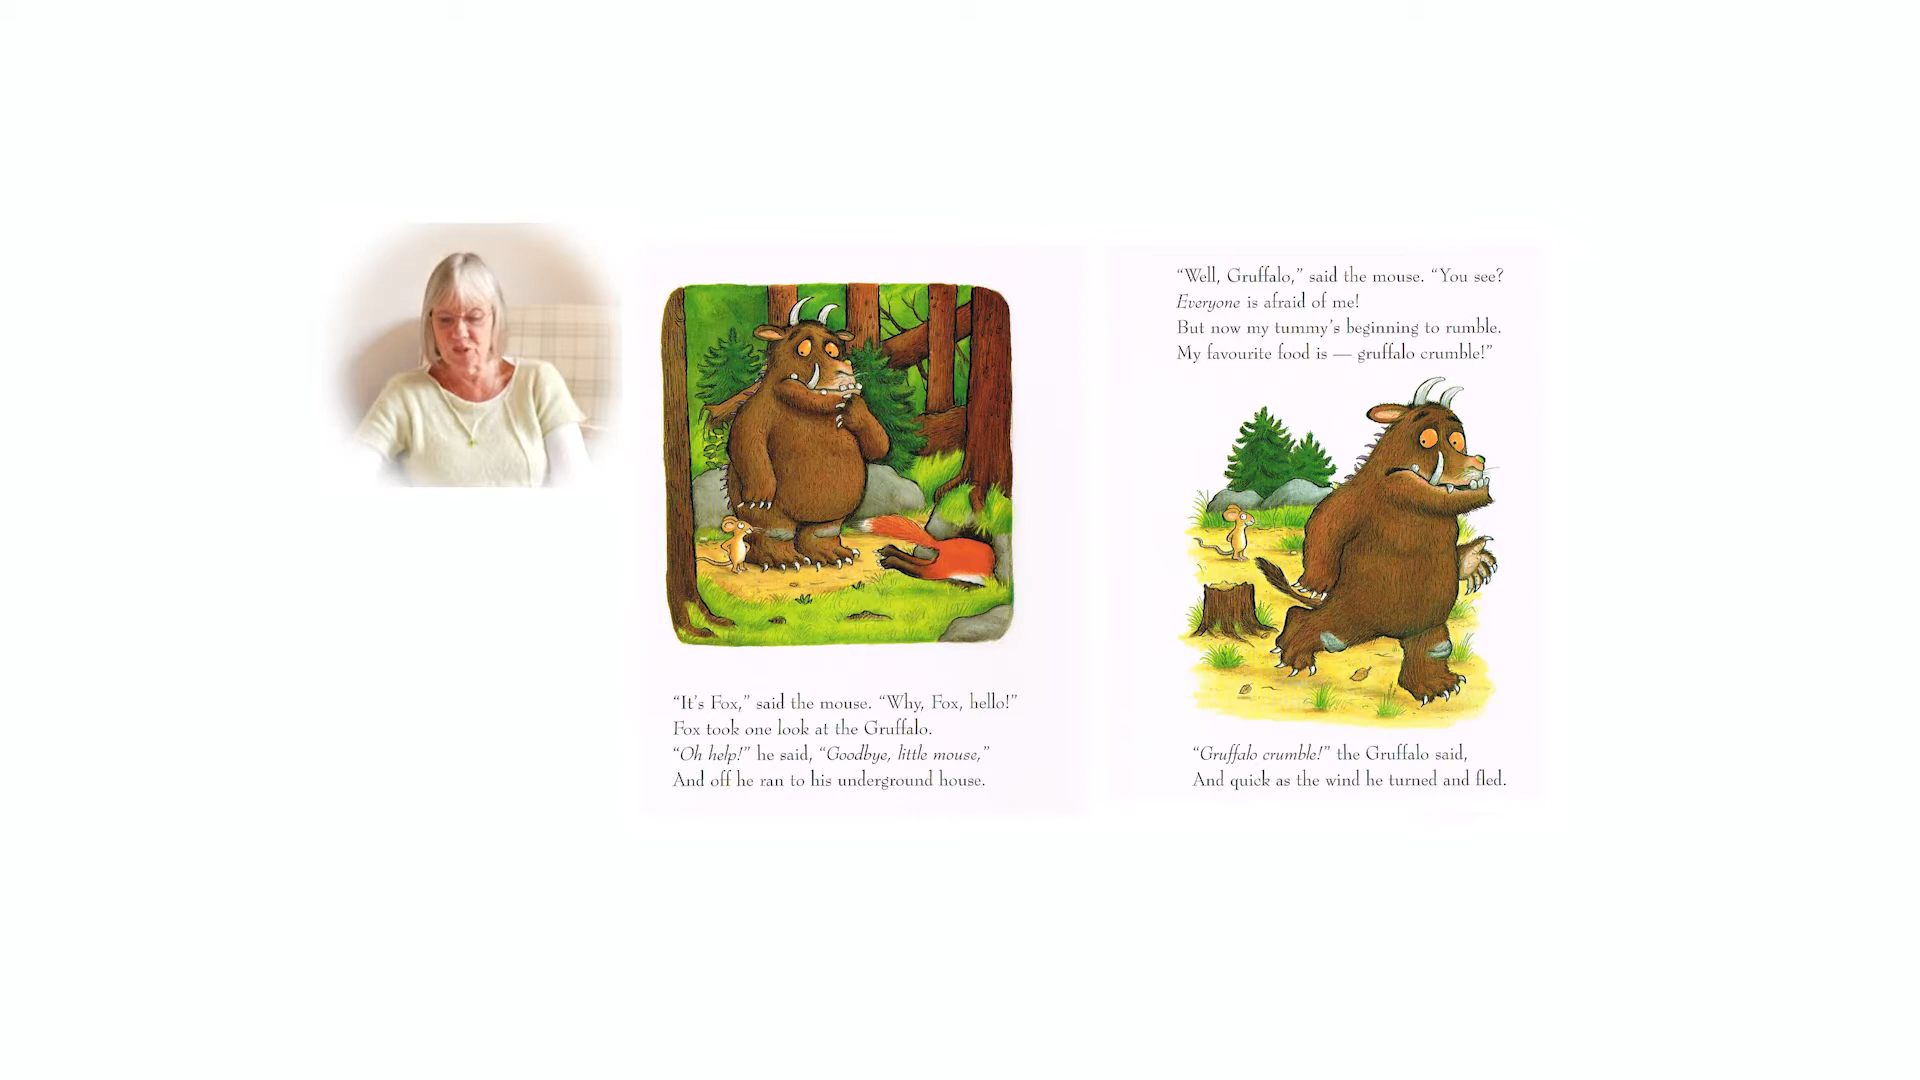 “It’s Fox,” said the mouse. “Why, Fox, hello!”
Fox took one look at the Gruffalo.
“Oh help!” he said, “Goodbye, little mouse,”
And off he ran to his underground house.
“Well, Gruffalo,” said the mouse. “You see?
Everyone is afraid of me!
But now my tummy’s beginning to rumble.
My favourite food is — gruffalo crumble!”
“Gruffalo crumble!” the Gruffalo said,
And quick as the wind he turned and fled.